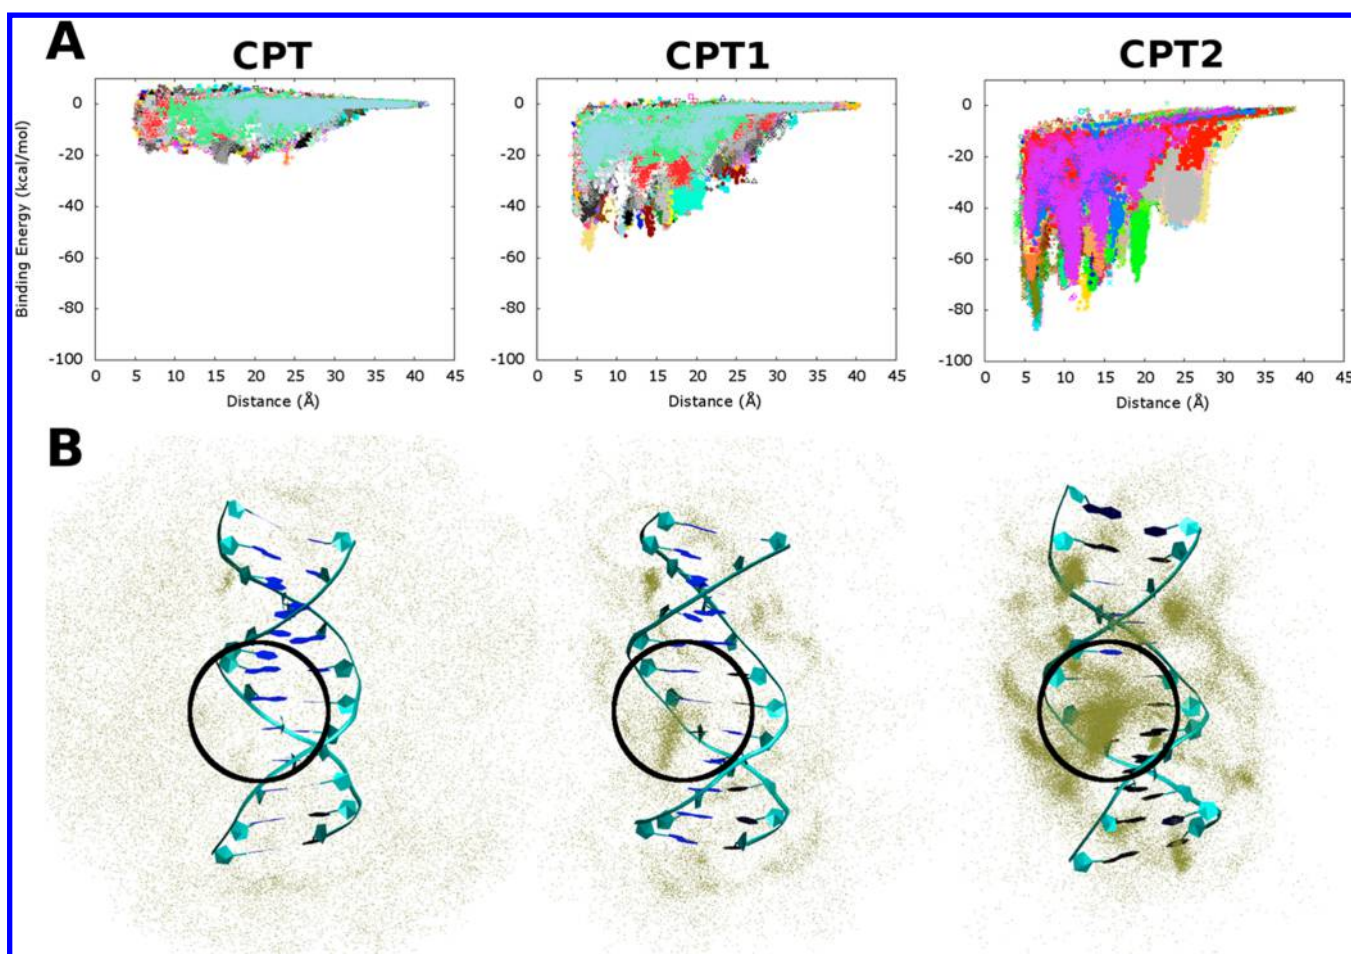 A
CPT CPT1 CPT2
Binding Energy (kcal/mol)
0 0 0
-20 -20 -20
-40 -40 -40
-60 -60 -60
-80 -80 -80
-100 -100 -100
0 5 10 15 20 25 30 35 40 45 0 5 10 15 20 25 30 35 40 45 0 5 10 15 20 25 30 35 40 45
Distance (Å) Distance (Å) Distance (Å)
B